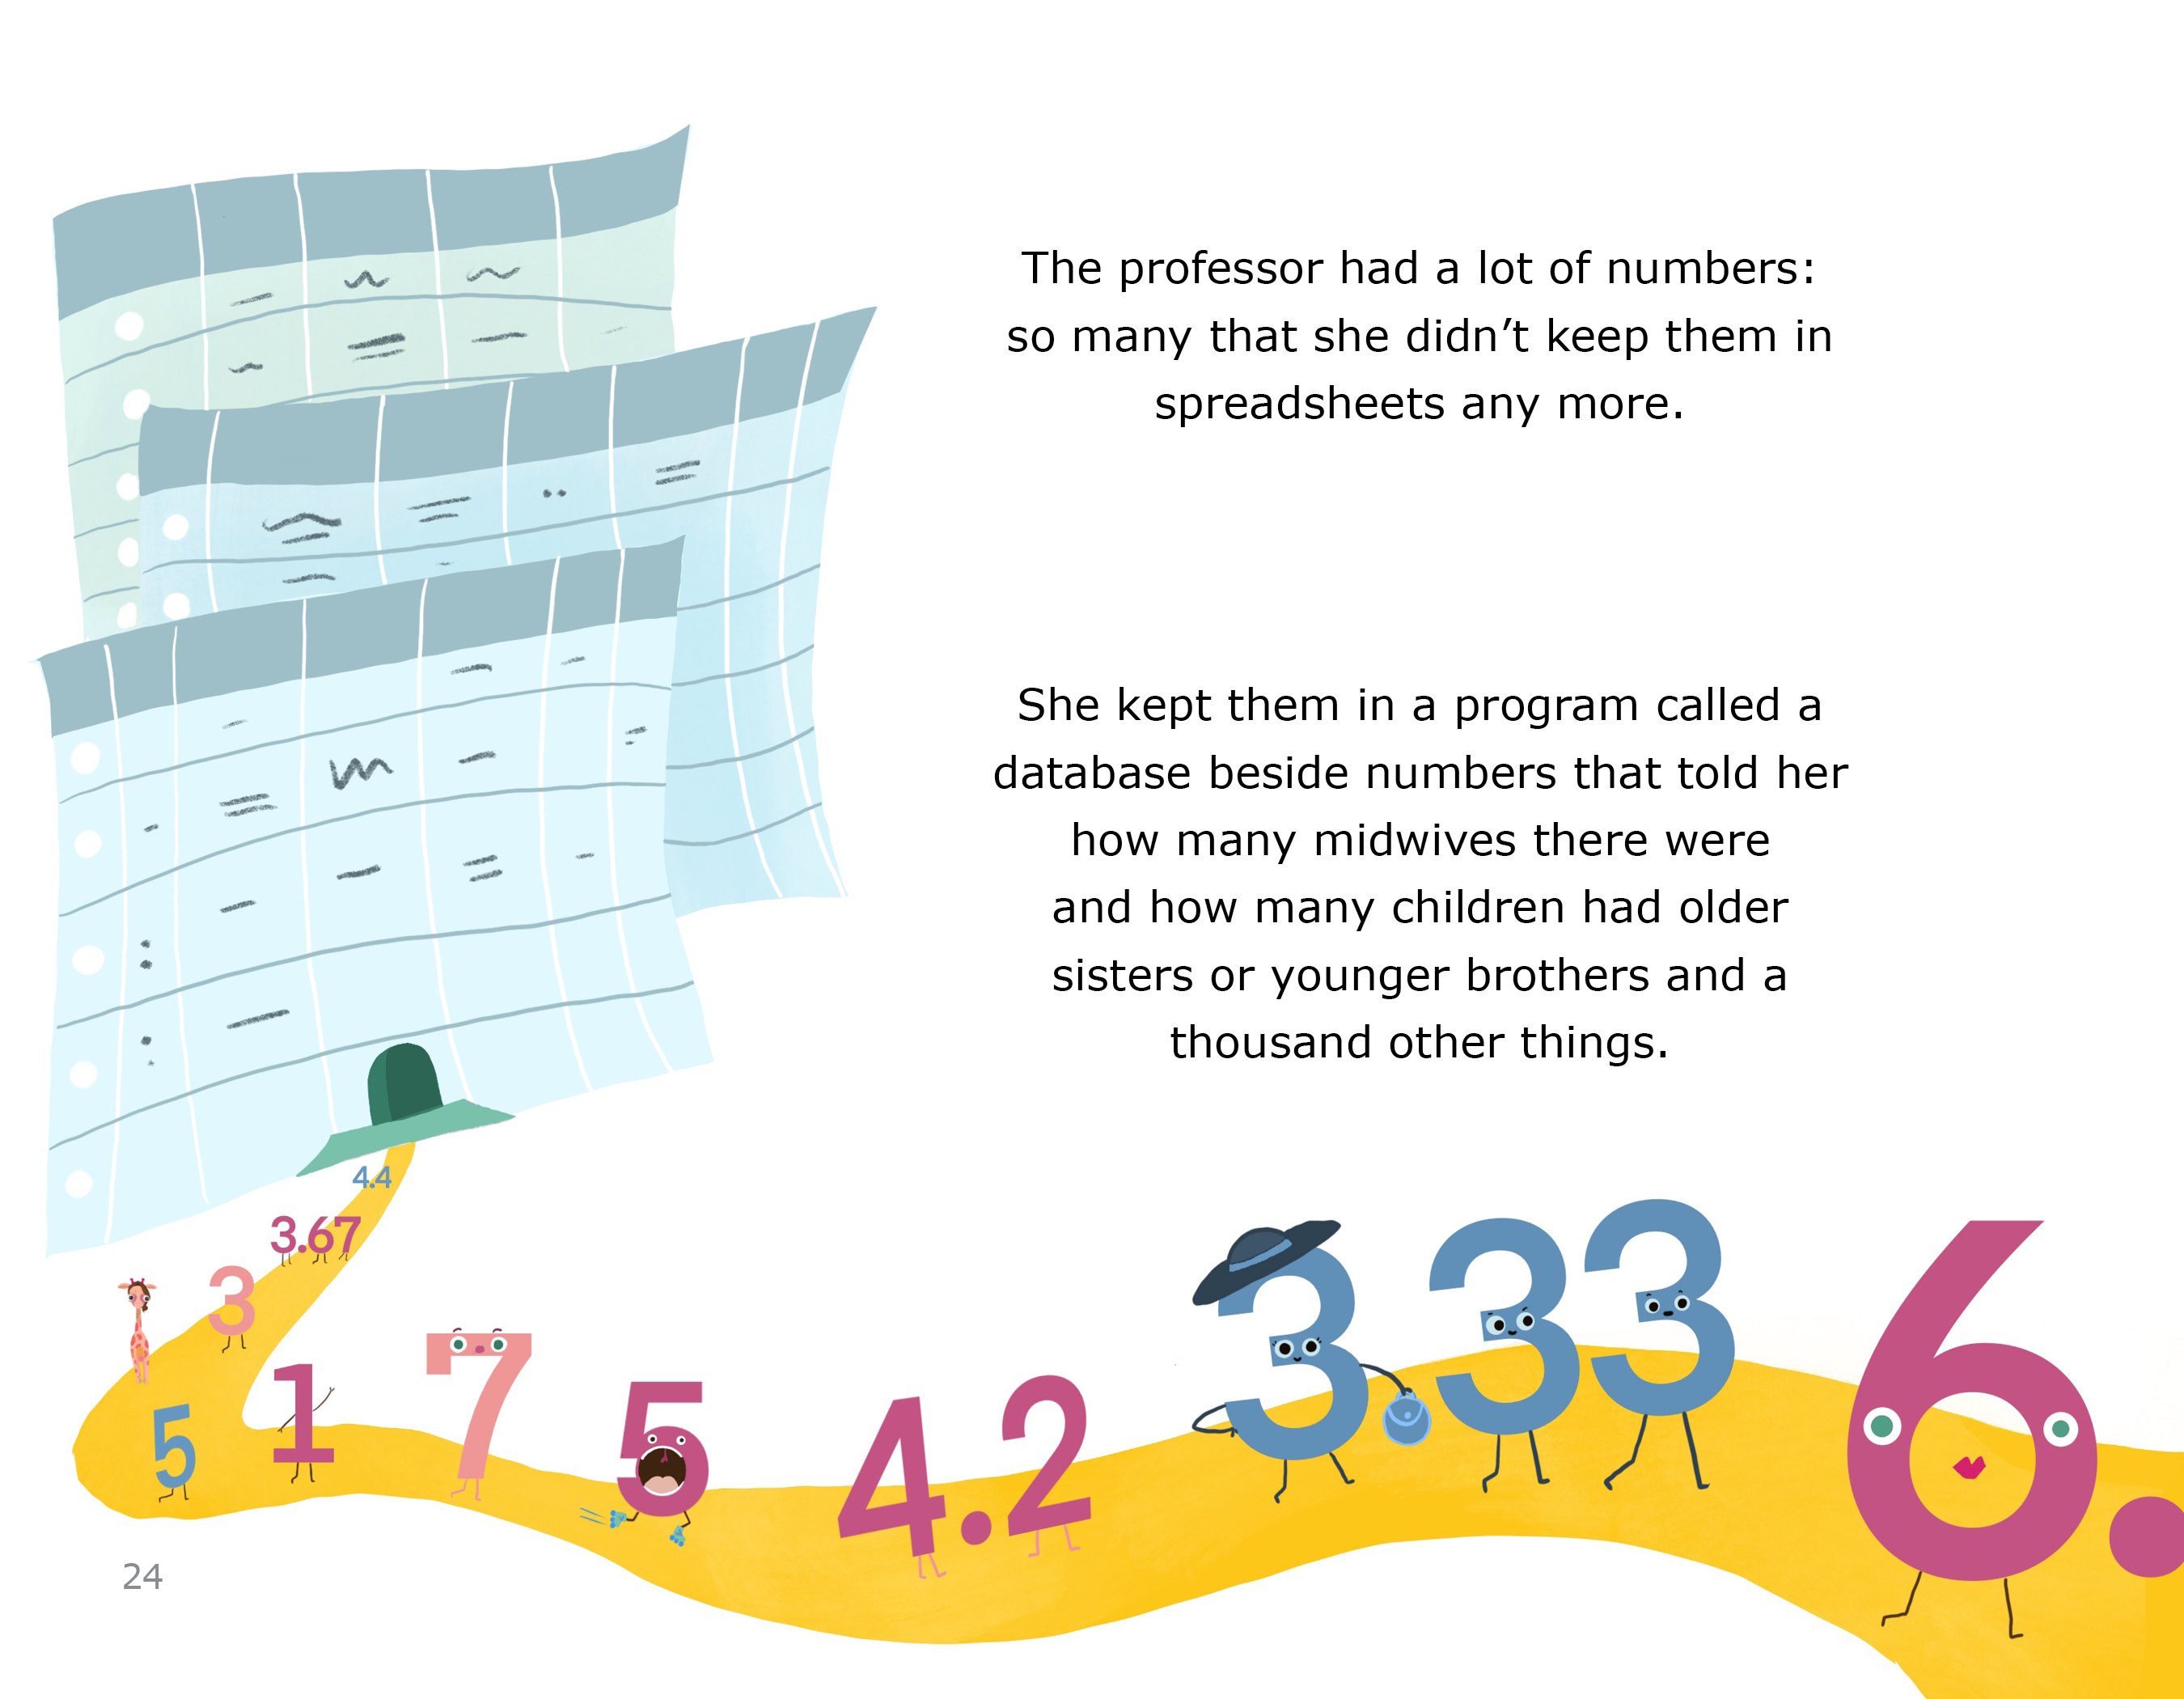 The professor had a lot of numbers:
so many that she didn’t keep them in
spreadsheets any more.
She kept them in a program called a
database beside numbers that told her
how many midwives there were
and how many children had older
sisters or younger brothers and a
thousand other things.
4.4
3.67
3
5
1
7
5
4.2
3 33
6.
24